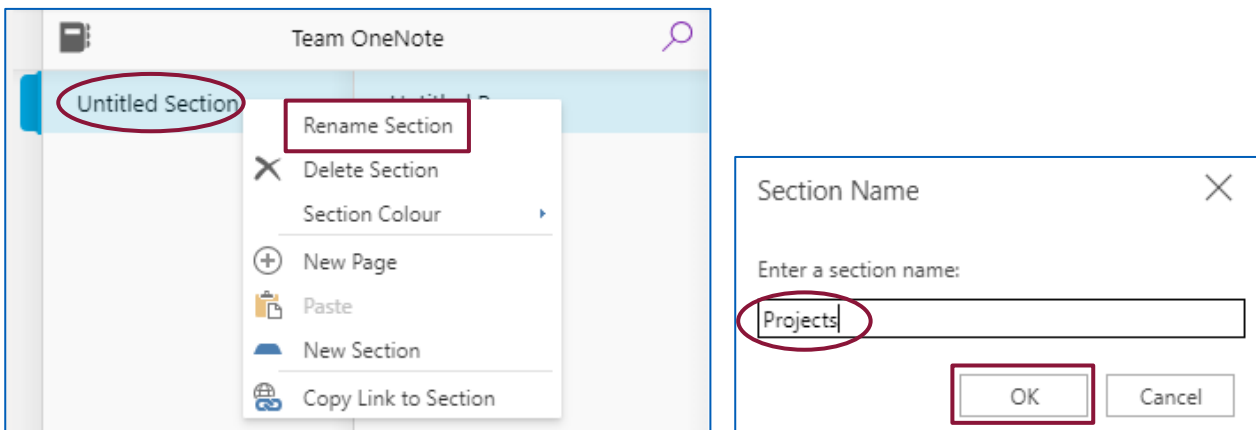 Team OneNote
Untitled Section
Rename Section
Delete Section
Section Colour
New Page
Paste
New Section
Copy Link to Section
Section Name
Enter a section name:
Projects
OK Cancel